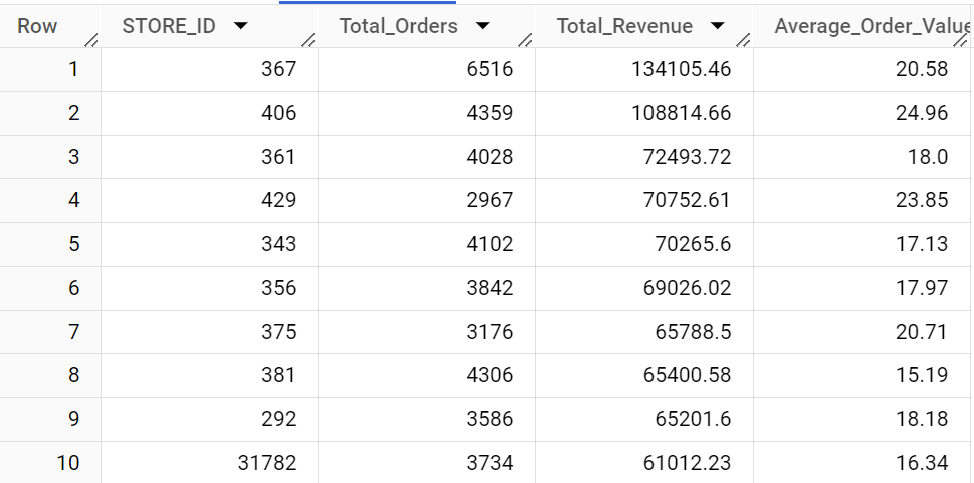 Row STORE_ID Total_Orders Total_Revenue Average_Order_Value
1 367 6516 134105.46 20.58
2 406 4359 108814.66 24.96
3 361 4028 72493.72 18.0
4 429 2967 70752.61 23.85
5 343 4102 70265.6 17.13
6 356 3842 69026.02 17.97
7 375 3176 65788.5 20.71
8 381 4306 65400.58 15.19
9 292 3586 65201.6 18.18
10 31782 3734 61012.23 16.34